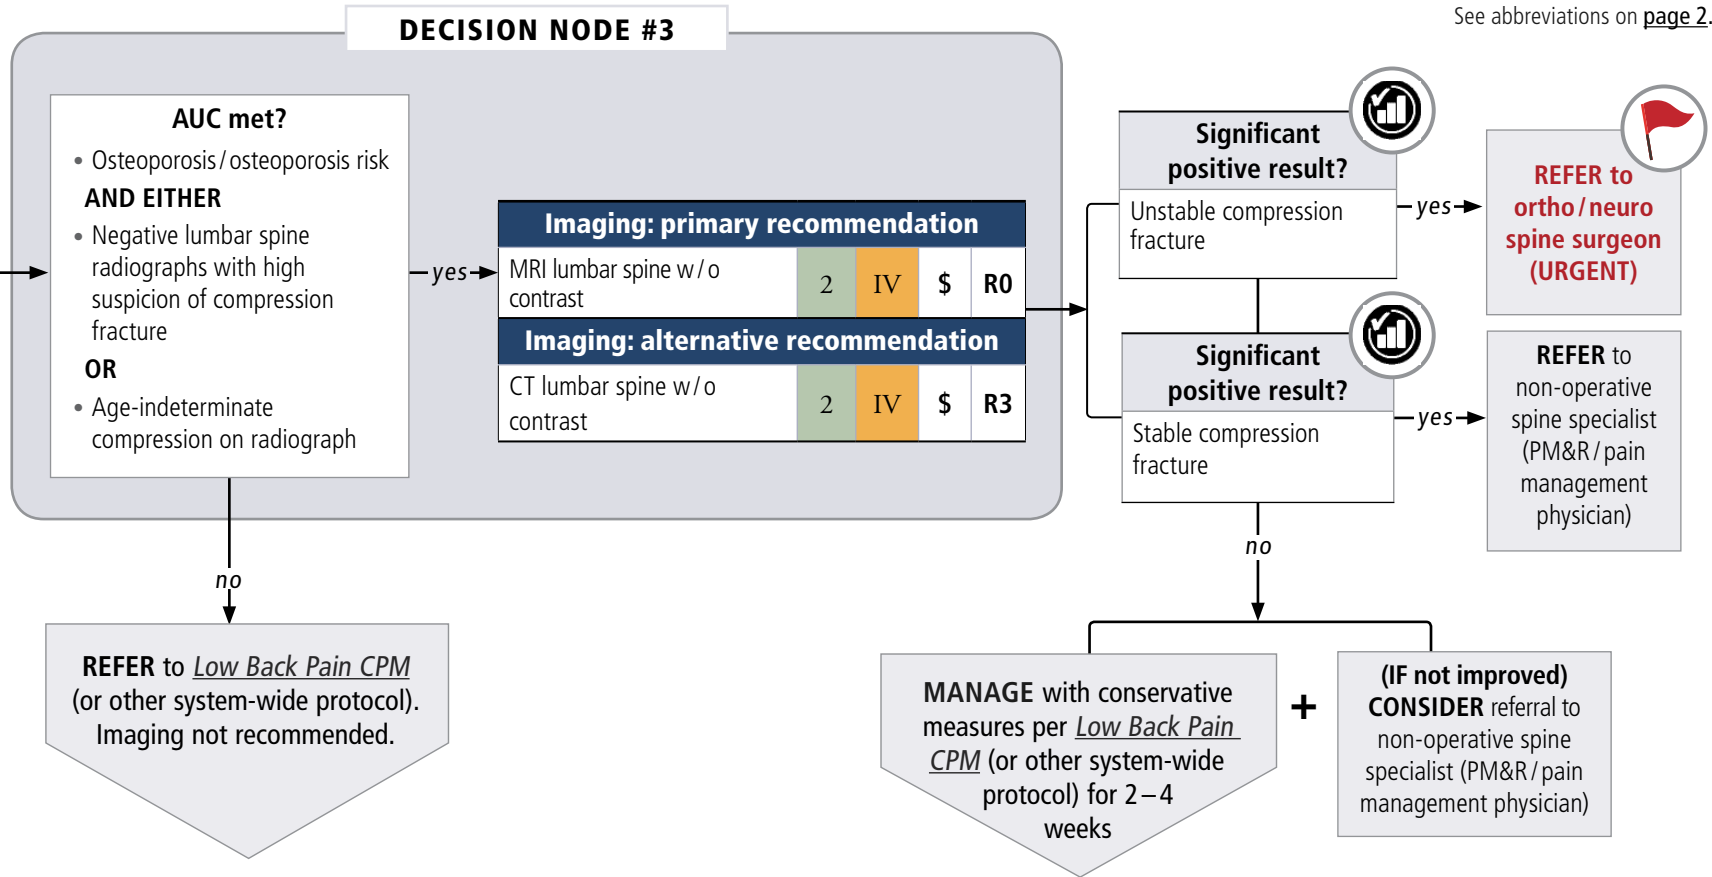 See abbreviations on page 2.
DECISION NODE #3
AUC met?
• Osteoporosis/osteoporosis risk
AND EITHER
• Negative lumbar spine
radiographs with high
suspicion of compression
fracture
OR
• Age-indeterminate
compression on radiograph
yes
no
REFER to Low Back Pain CPM
(or other system-wide protocol).
Imaging not recommended.
Imaging: primary recommendation
MRI lumbar spine w/o
contrast
2 IV $ R0
Imaging: alternative recommendation
CT lumbar spine w/o
contrast
2 IV $ R3
Significant
positive result?
Unstable compression
fracture
yes
REFER to
ortho/neuro
spine surgeon
(URGENT)
Significant
positive result?
Stable compression
fracture
yes
REFER to
non-operative
spine specialist
(PM&R/pain
management
physician)
no
MANAGE with conservative
measures per Low Back Pain
CPM (or other system-wide
protocol) for 2–4
weeks
+
(IF not improved)
CONSIDER referral to
non-operative spine
specialist (PM&R/pain
management physician)